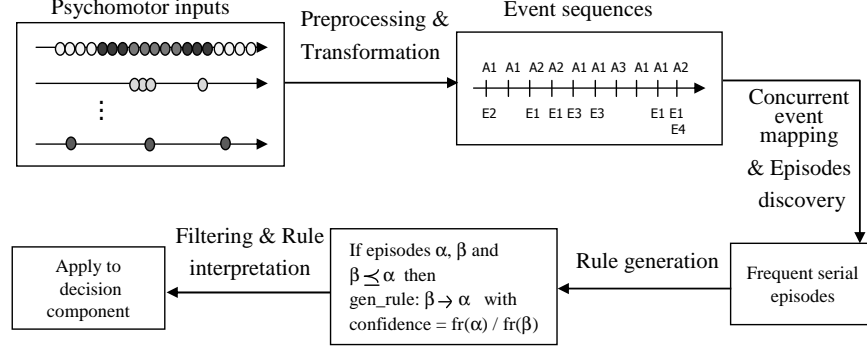 Psychomotor inputs
Preprocessing &
Transformation
Event sequences
A1 A1 A2 A2 A1 A1 A3 A1 A1 A2
E2 E1 E1 E3 E3 E1 E1
E4
Concurrent
event
mapping
& Episodes
discovery
Frequent serial
episodes
Rule generation
If episodes α, β and
β ≼ α then
gen_rule: β → α with
confidence = fr(α) / fr(β)
Filtering & Rule
interpretation
Apply to
decision
component